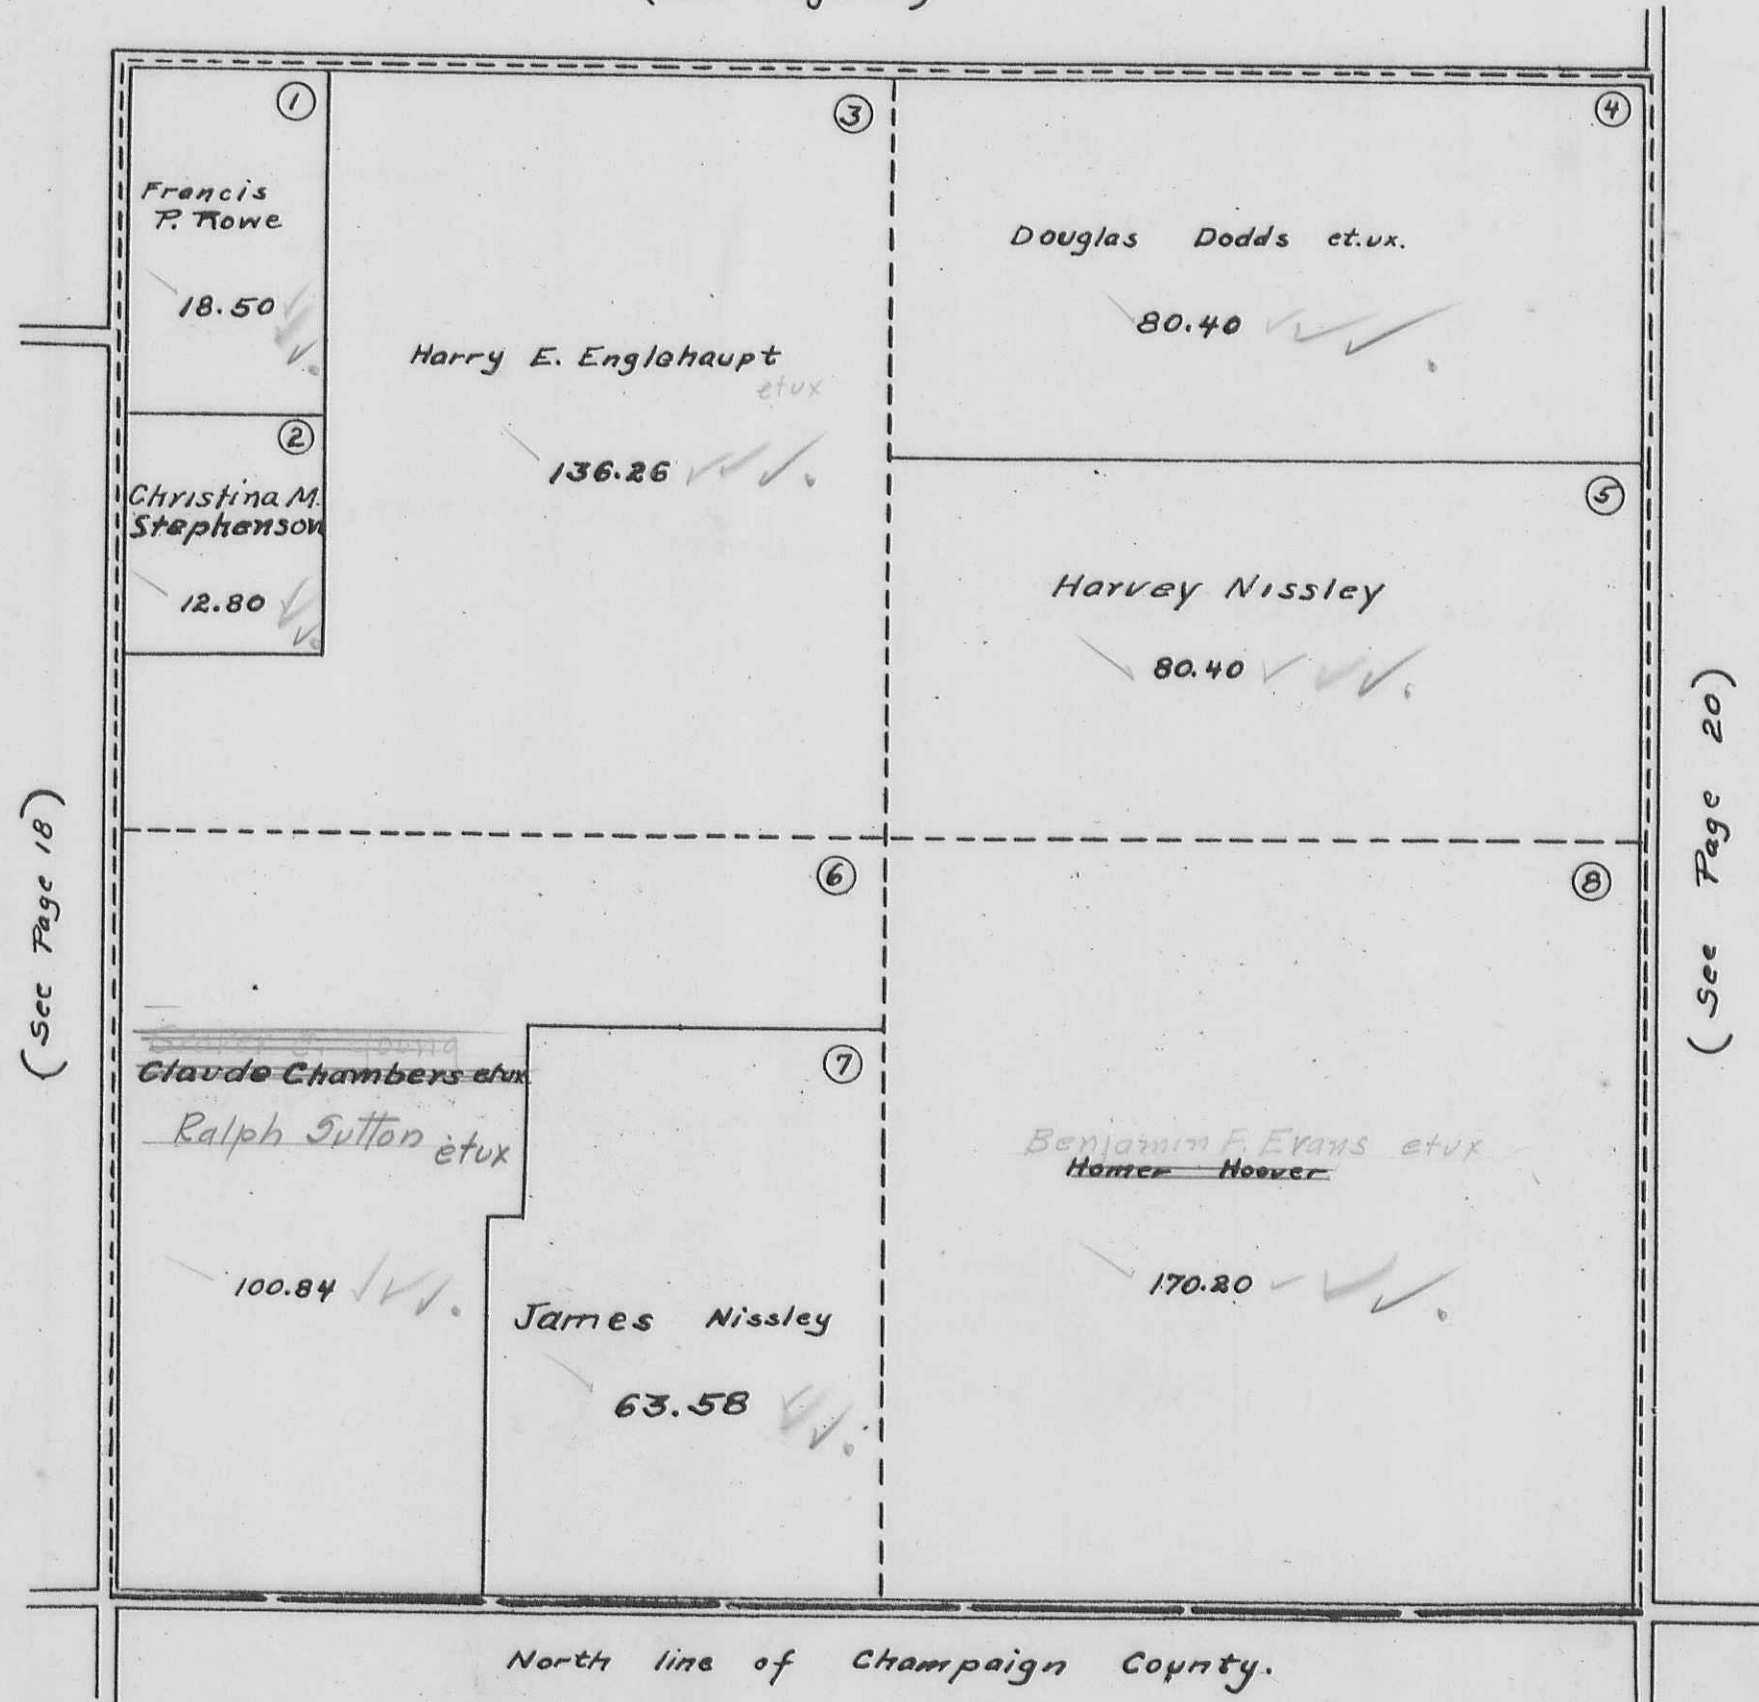 ①
Francis
P. Rowe
18.50
②
Christina M.
Stephenson
12.80
③
Harry E. Englehaupt
etux
136.26
④
Douglas Dodds et.ux.
80.40
⑤
Harvey Nissley
80.40
⑥
C. Young
Claude Chambers etux
Ralph Sutton etux
100.84
⑦
James Nissley
63.58
⑧
Benjamin F. Evans etux
Homer Hoover
170.20
(See Page 18)
(See Page 20)
North line of Champaign County.